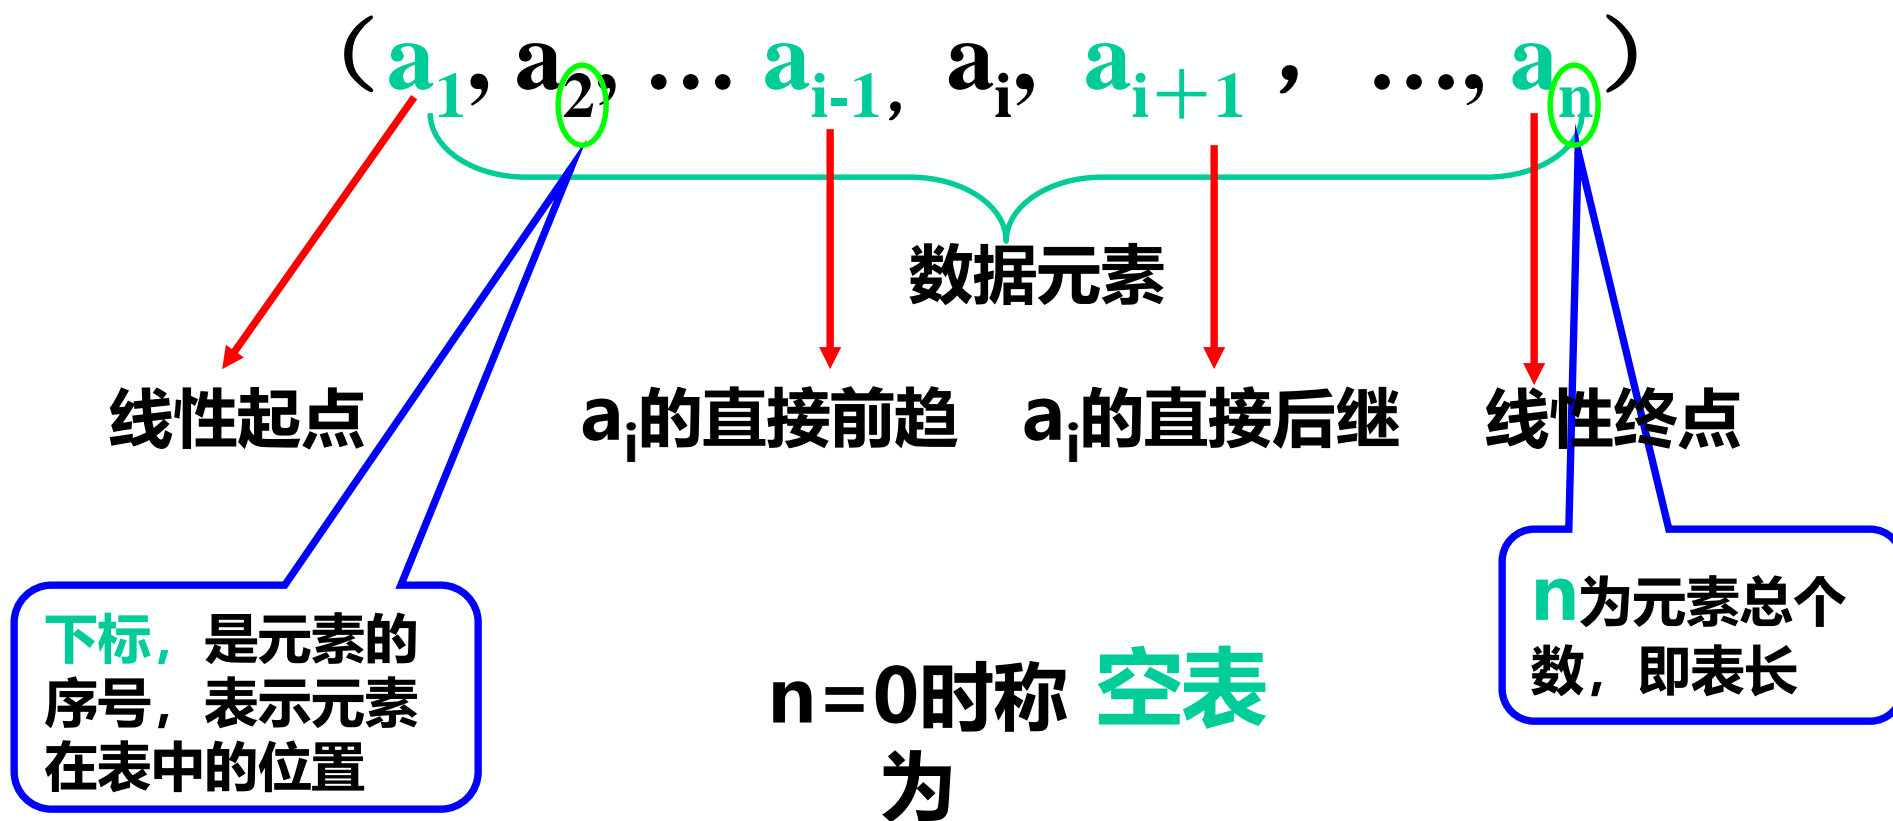 （a1, a2, … ai-1, ai, ai+1 ， …, an）
数据元素
线性起点
ai的直接前趋
ai的直接后继
线性终点
下标，是元素的
序号，表示元素
在表中的位置
n=0时称 空表
为
n为元素总个
数，即表长